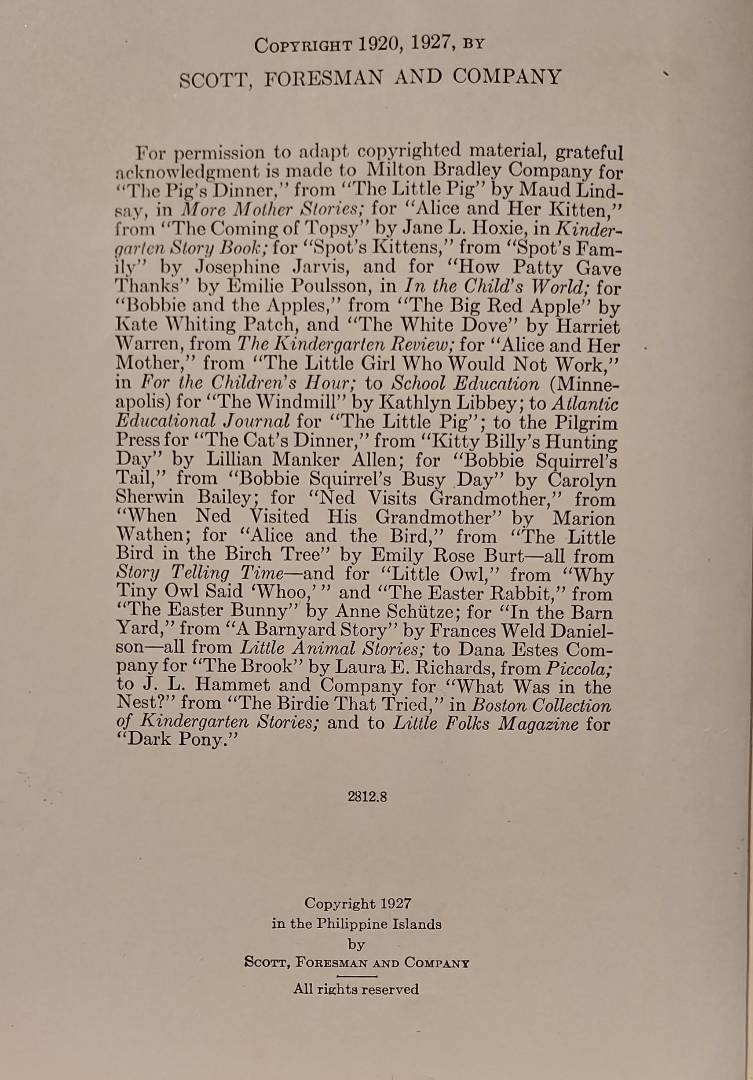 COPYRIGHT 1920, 1927, BY
SCOTT, FORESMAN AND COMPANY
For permission to adapt copyrighted material, grateful
acknowledgment is made to Milton Bradley Company for
“The Pig’s Dinner,” from “The Little Pig” by Maud Lind-
say, in More Mother Stories; for “Alice and Her Kitten,”
from “The Coming of Topsy” by Jane L. Hoxie, in Kinder-
garten Story Book; for “Spot’s Kittens,” from “Spot’s Fam-
ily” by Josephine Jarvis, and for “How Patty Gave
Thanks” by Emilie Poulsson, in In the Child’s World; for
“Bobbie and the Apples,” from “The Big Red Apple” by
Kate Whiting Patch, and “The White Dove” by Harriet
Warren, from The Kindergarten Review; for “Alice and Her
Mother,” from “The Little Girl Who Would Not Work,”
in For the Children’s Hour; to School Education (Minne-
apolis) for “The Windmill” by Kathlyn Libbey; to Atlantic
Educational Journal for “The Little Pig”; to the Pilgrim
Press for “The Cat’s Dinner,” from “Kitty Billy’s Hunting
Day” by Lillian Manker Allen; for “Bobbie Squirrel’s
Tail,” from “Bobbie Squirrel’s Busy Day” by Carolyn
Sherwin Bailey; for “Ned Visits Grandmother,” from
“When Ned Visited His Grandmother” by Marion
Wathen; for “Alice and the Bird,” from “The Little
Bird in the Birch Tree” by Emily Rose Burt—all from
Story Telling Time—and for “Little Owl,” from “Why
Tiny Owl Said ‘Whoo,’ ” and “The Easter Rabbit,” from
“The Easter Bunny” by Anne Schütze; for “In the Barn
Yard,” from “A Barnyard Story” by Frances Weld Daniel-
son—all from Little Animal Stories; to Dana Estes Com-
pany for “The Brook” by Laura E. Richards, from Piccola;
to J. L. Hammet and Company for “What Was in the
Nest?” from “The Birdie That Tried,” in Boston Collection
of Kindergarten Stories; and to Little Folks Magazine for
“Dark Pony.”
2812.8
Copyright 1927
in the Philippine Islands
by
SCOTT, FORESMAN AND COMPANY
All rights reserved